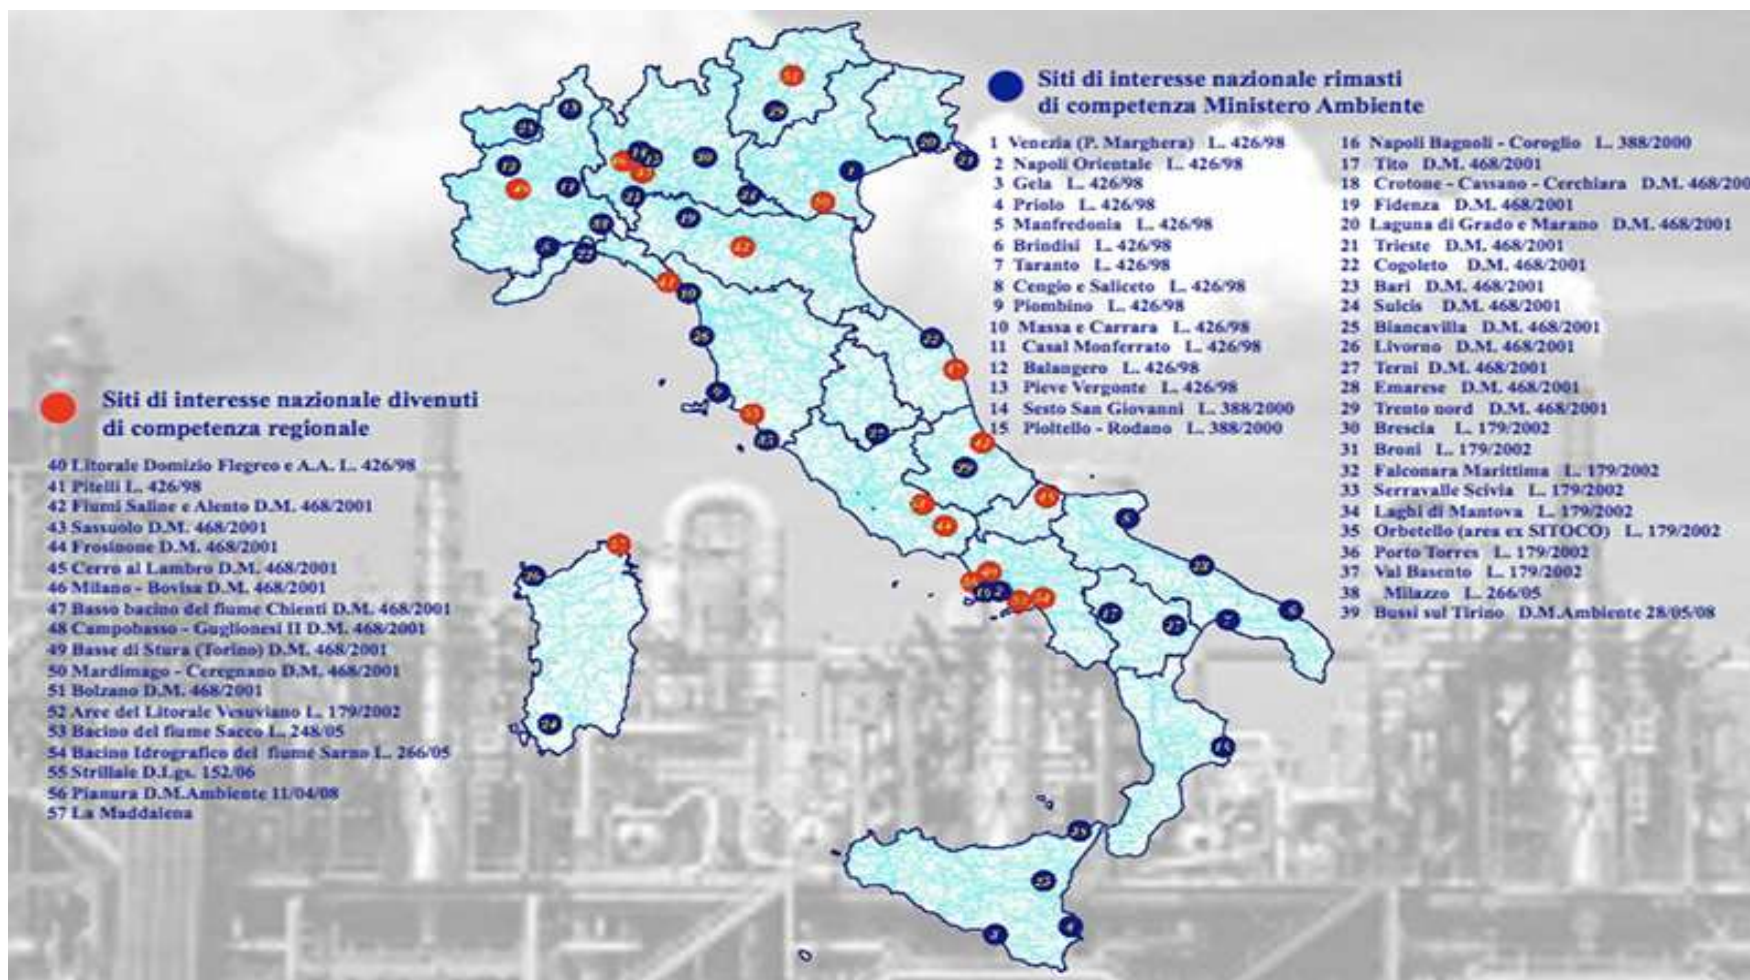 Siti di interesse nazionale rimasti
di competenza Ministero Ambiente
1 Venezia (P. Marghera) L. 426/98
2 Napoli Orientale L. 426/98
3 Gela L. 426/98
4 Priolo L. 426/98
5 Manfredonia L. 426/98
6 Brindisi L. 426/98
7 Taranto L. 426/98
8 Cengio e Saliceto L. 426/98
9 Piombino L. 426/98
10 Massa e Carrara L. 426/98
11 Casal Monferrato L. 426/98
12 Balangero L. 426/98
13 Pieve Vergonte L. 426/98
14 Sesto San Giovanni L. 388/2000
15 Pioltello - Rodano L. 388/2000
16 Napoli Bagnoli - Coroglio L. 388/2000
17 Tito D.M. 468/2001
18 Crotone - Cassano - Cerchiara D.M. 468/200
19 Fidenza D.M. 468/2001
20 Laguna di Grado e Marano D.M. 468/2001
21 Trieste D.M. 468/2001
22 Cogoleto D.M. 468/2001
23 Bari D.M. 468/2001
24 Sulcis D.M. 468/2001
25 Biancavilla D.M. 468/2001
26 Livorno D.M. 468/2001
27 Terni D.M. 468/2001
28 Emarese D.M. 468/2001
29 Trento nord D.M. 468/2001
30 Brescia L. 179/2002
31 Broni L. 179/2002
32 Falconara Marittima L. 179/2002
33 Serravalle Scivia L. 179/2002
34 Laghi di Mantova L. 179/2002
35 Orbetello (area ex SITOCO) L. 179/2002
36 Porto Torres L. 179/2002
37 Val Basento L. 179/2002
38 Milazzo L. 266/05
39 Bussi sul Tirino D.M.Ambiente 28/05/08
Siti di interesse nazionale divenuti
di competenza regionale
40 Litorale Domizio Flegreo e A.A. L. 426/98
41 Pitelli L. 426/98
42 Fiumi Saline e Alento D.M. 468/2001
43 Sassuolo D.M. 468/2001
44 Frosinone D.M. 468/2001
45 Cerro al Lambro D.M. 468/2001
46 Milano - Bovisa D.M. 468/2001
47 Basso bacino del fiume Chienti D.M. 468/2001
48 Campobasso - Guglionesi II D.M. 468/2001
49 Basse di Stura (Torino) D.M. 468/2001
50 Mardimago - Ceregnano D.M. 468/2001
51 Bolzano D.M. 468/2001
52 Aree del Litorale Vesuviano L. 179/2002
53 Bacino del fiume Sacco L. 248/05
54 Bacino Idrografico del fiume Sarno L. 266/05
55 Strillaie D.Lgs. 152/06
56 Pianura D.M.Ambiente 11/04/08
57 La Maddalena